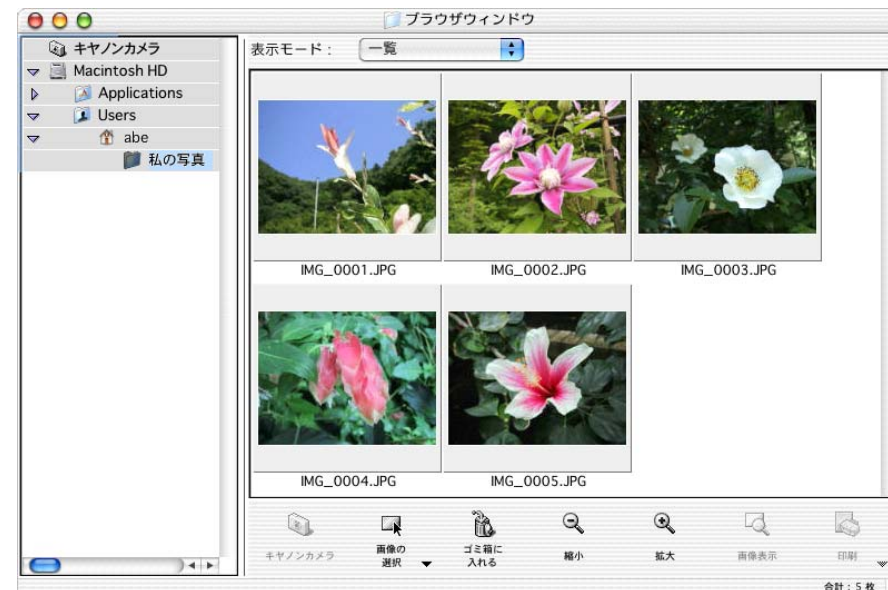 ブラウザウィンドウ
キヤノンカメラ
Macintosh HD
Applications
Users
abe
私の写真
表示モード：
一覧
IMG_0001.JPG
IMG_0002.JPG
IMG_0003.JPG
IMG_0004.JPG
IMG_0005.JPG
キヤノンカメラ
画像の
選択
ゴミ箱に
入れる
縮小
拡大
画像表示
印刷
合計：5 枚